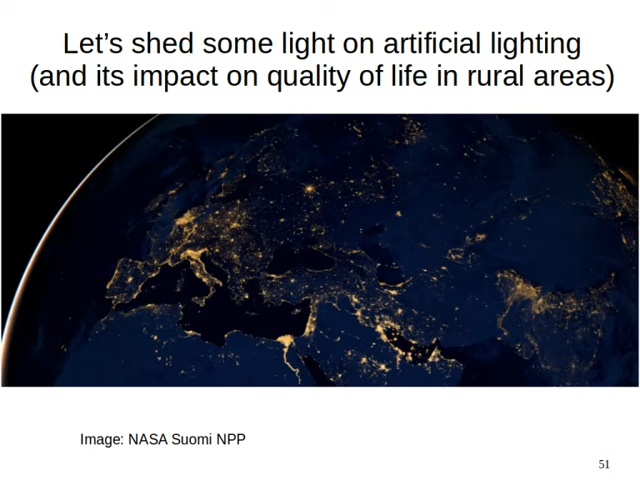 Let’s shed some light on artificial lighting
(and its impact on quality of life in rural areas)
Image: NASA Suomi NPP
51